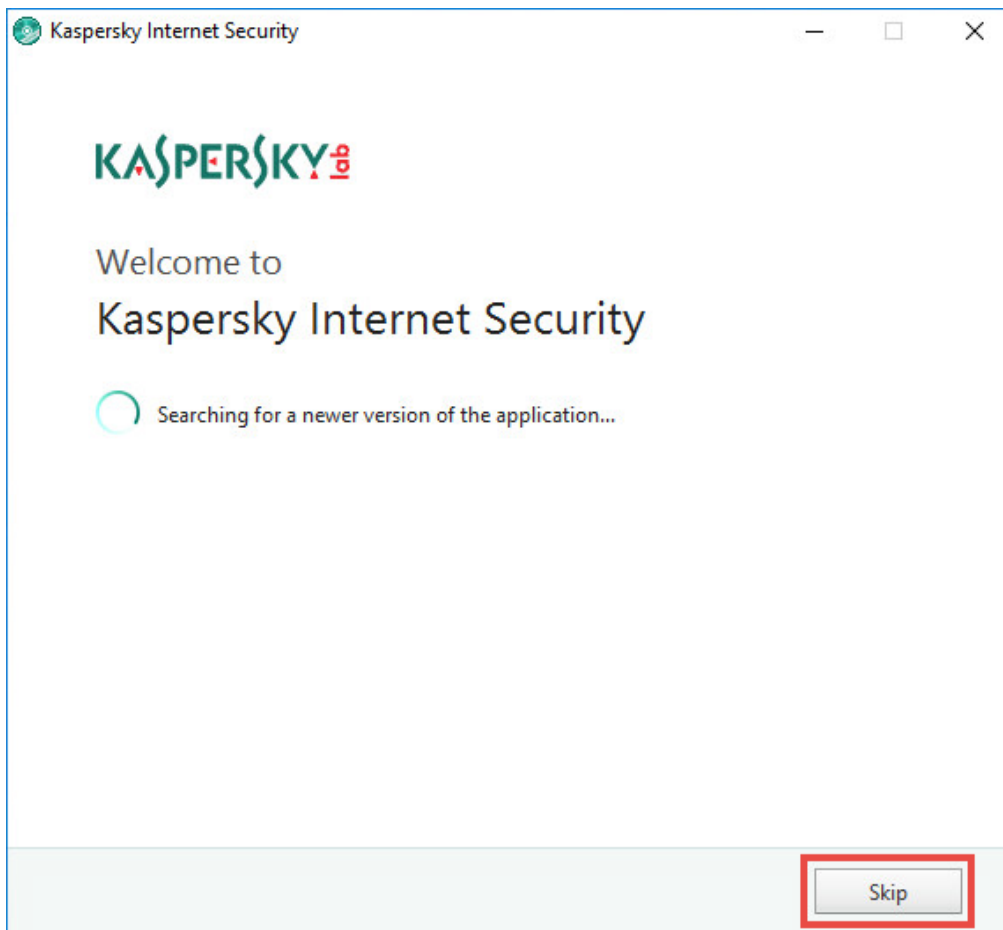 Kaspersky Internet Security
KASPERSKY lab
Welcome to
Kaspersky Internet Security
Searching for a newer version of the application...
Skip